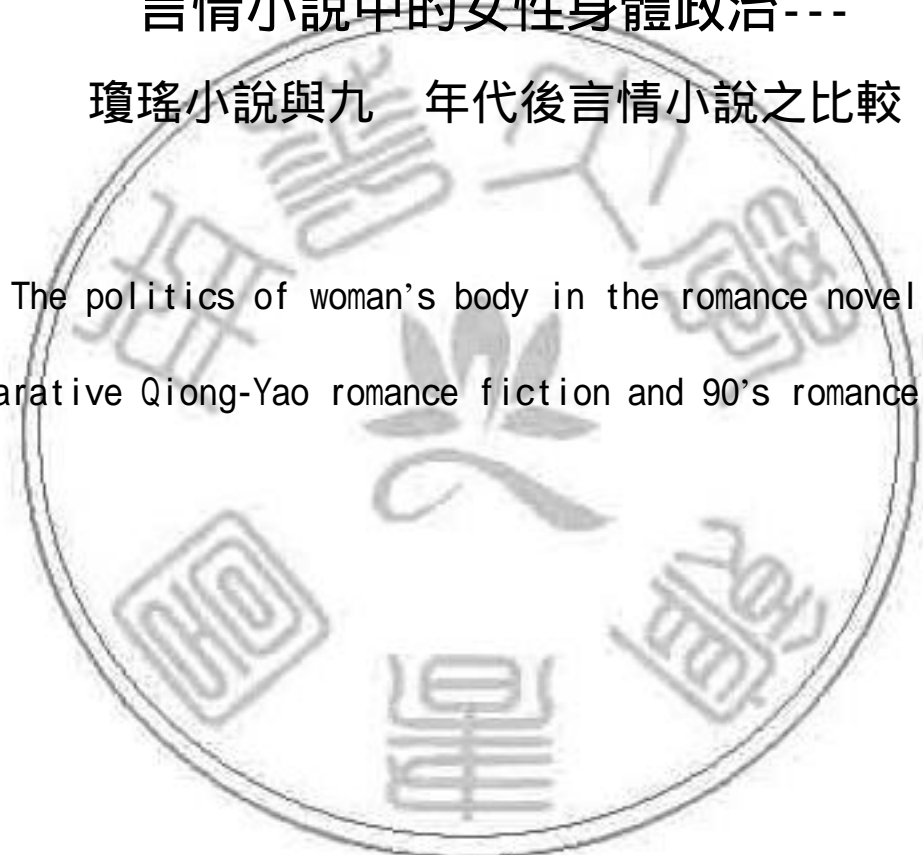 言情小說中的女性身體政治---
瓊瑤小說與九 年代後言情小說之比較
The politics of woman's body in the romance novel
arative Qiong-Yao romance fiction and 90's romance